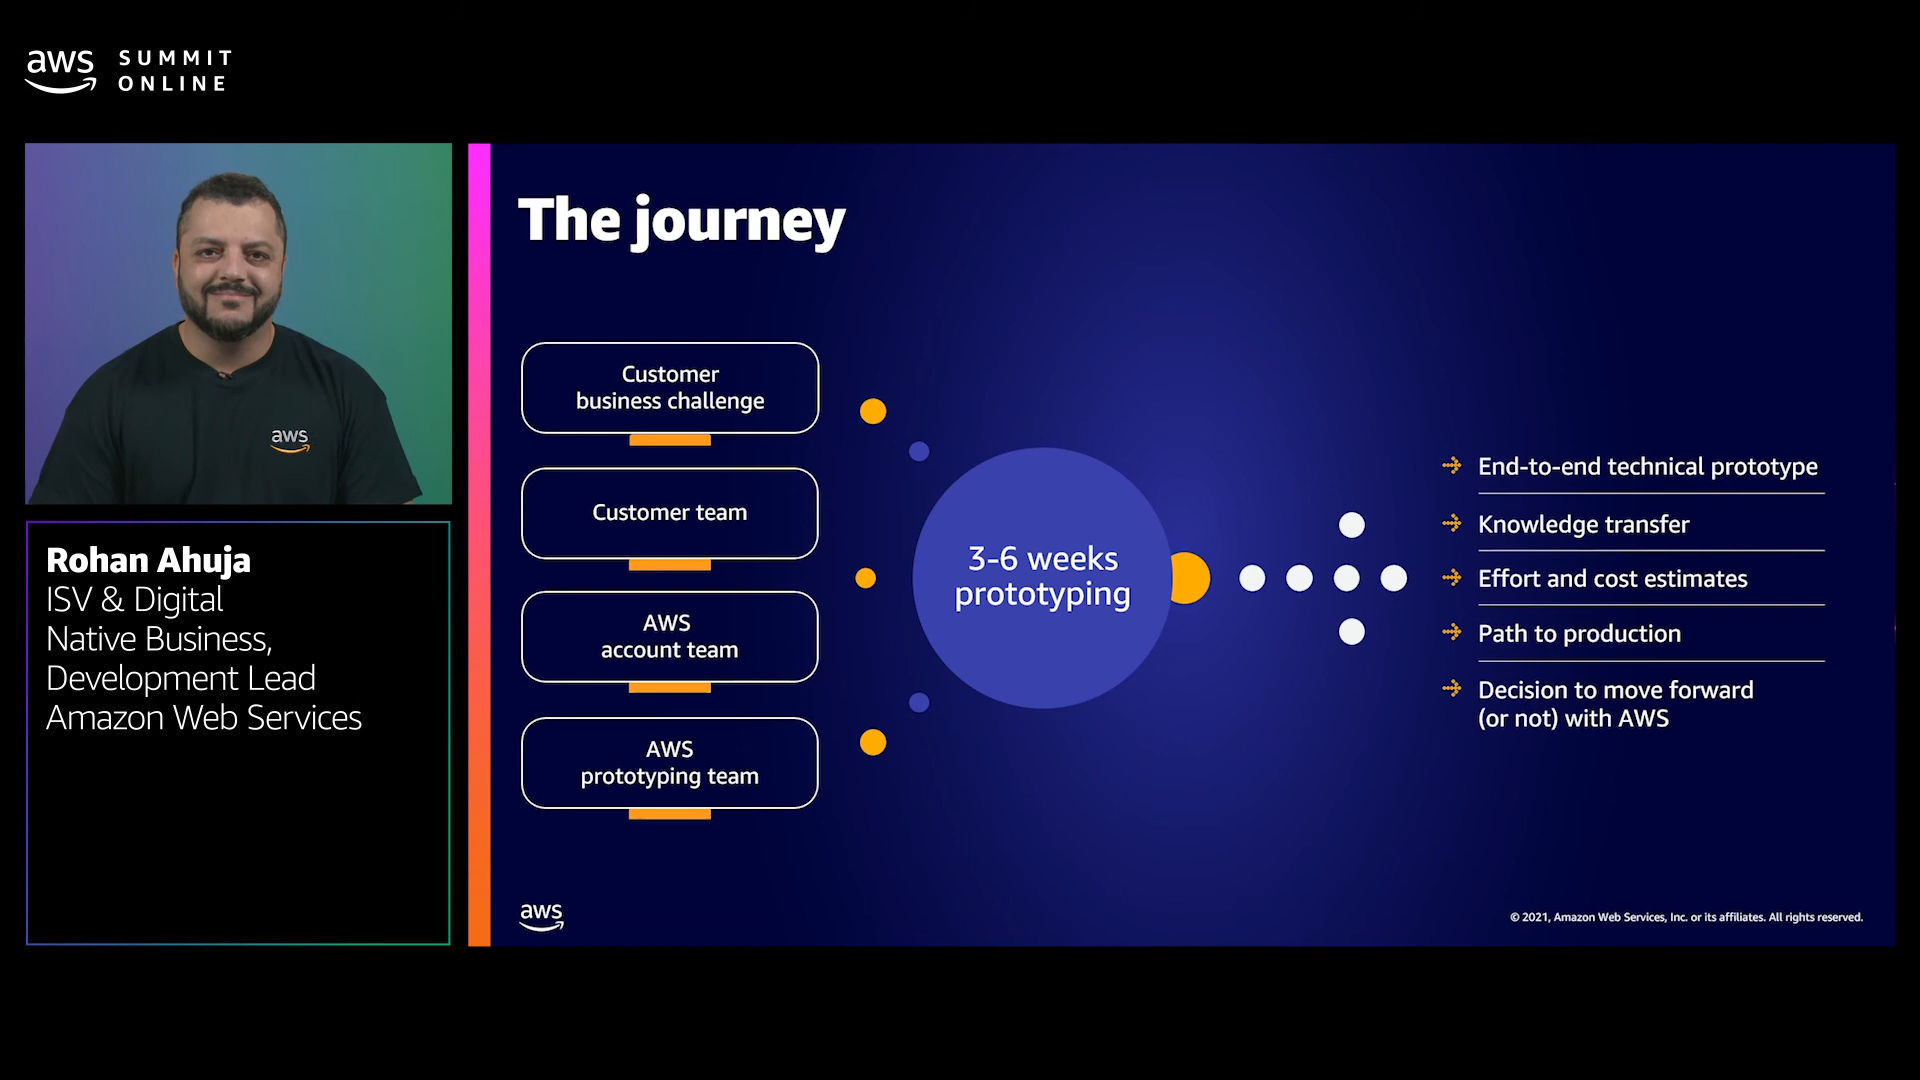 aws SUMMIT
ONLINE
aws
Rohan Ahuja
ISV & Digital
Native Business,
Development Lead
Amazon Web Services
The journey
Customer
business challenge
Customer team
AWS
account team
AWS
prototyping team
3-6 weeks
prototyping
End-to-end technical prototype
Knowledge transfer
Effort and cost estimates
Path to production
Decision to move forward
(or not) with AWS
aws
© 2021, Amazon Web Services, Inc. or its affiliates. All rights reserved.